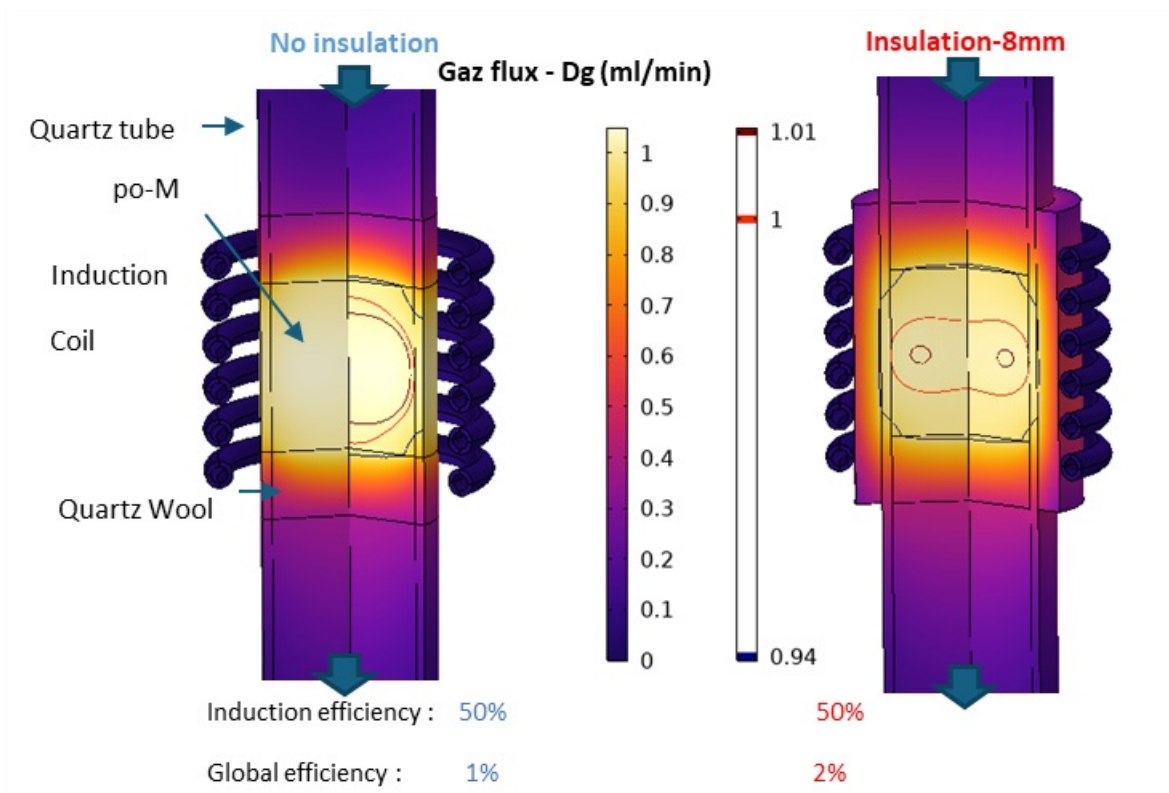 No insulation
Insulation-8mm
Gaz flux - Dg (ml/min)
Quartz tube
po-M
Induction
Coil
Quartz Wool
1
0.9
0.8
0.7
0.6
0.5
0.4
0.3
0.2
0.1
0
1.01
1
0.94
Induction efficiency : 50% 50%
Global efficiency : 1% 2%